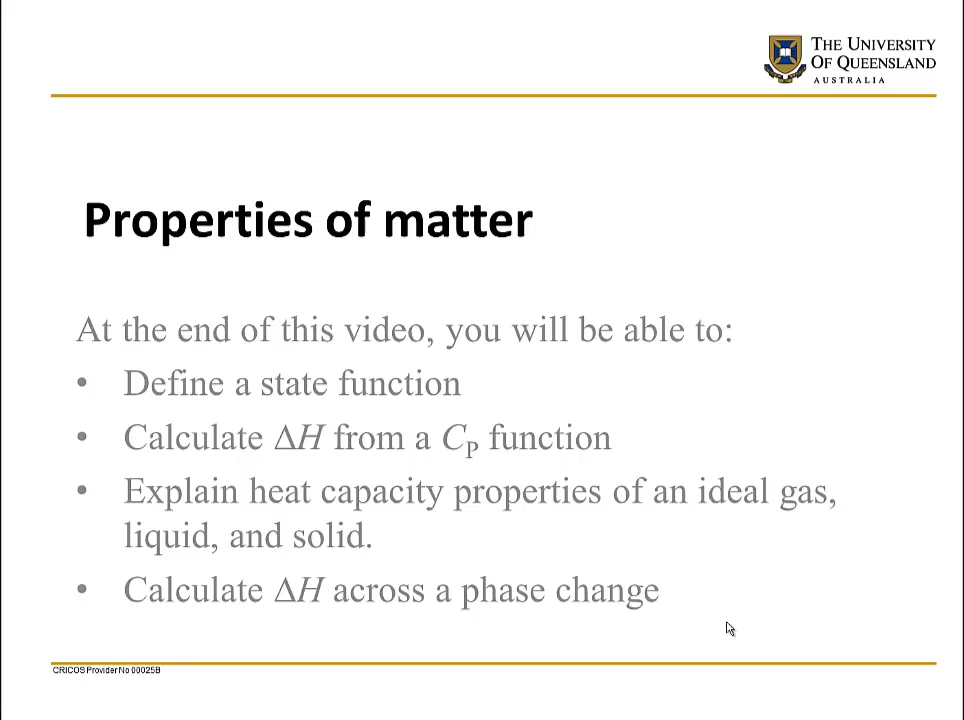 THE UNIVERSITY
OF QUEENSLAND
AUSTRALIA
Properties of matter
At the end of this video, you will be able to:
• Define a state function
• Calculate ΔH from a CP function
• Explain heat capacity properties of an ideal gas,
liquid, and solid.
• Calculate ΔH across a phase change
CRICOS Provider No 00025B